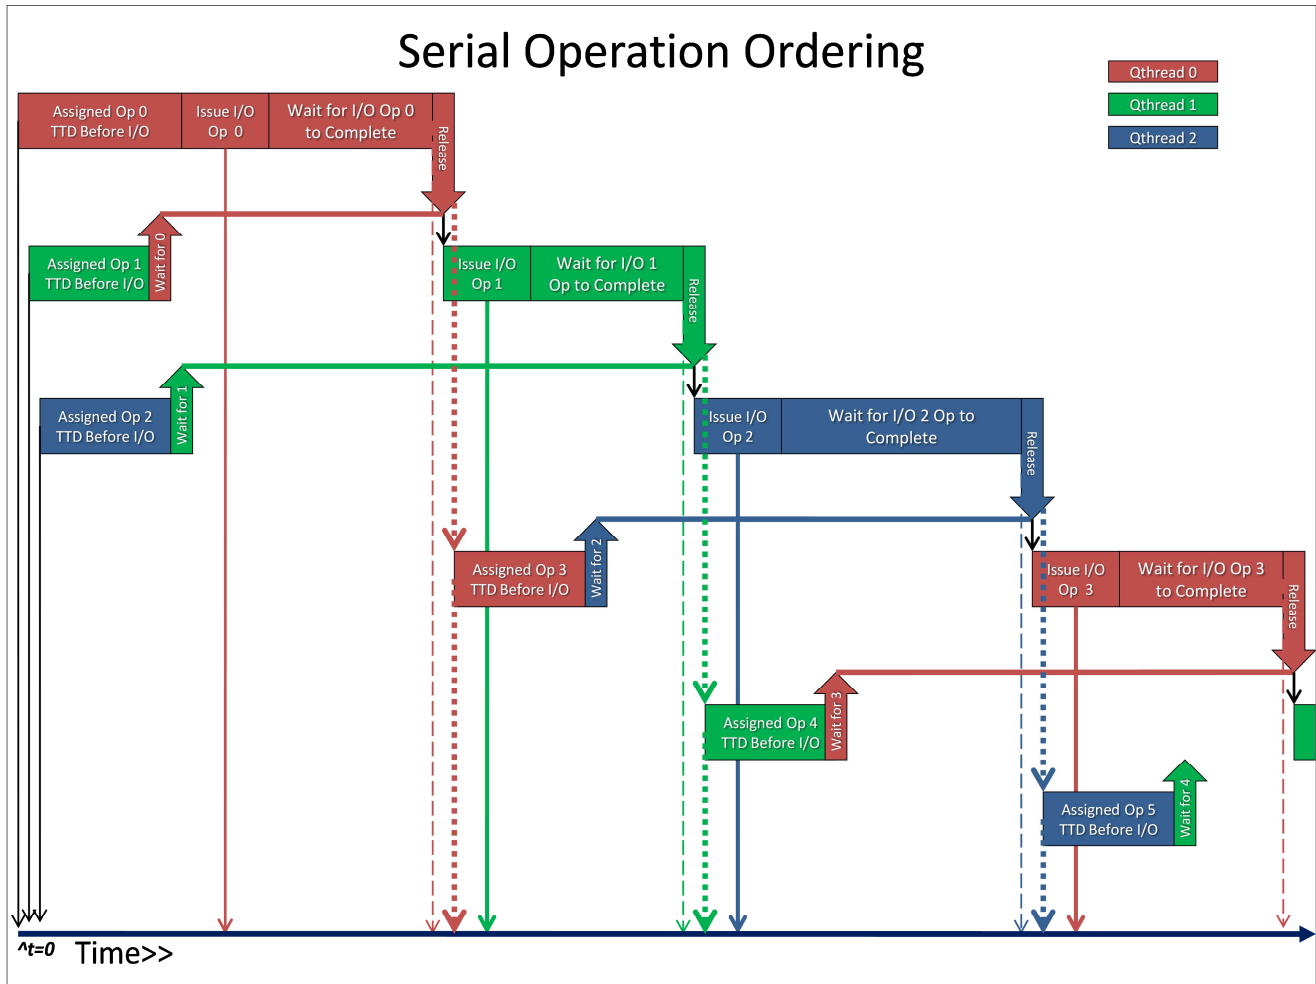 Serial Operation Ordering
Qthread 0
Qthread 1
Qthread 2
Assigned Op 0
TTD Before I/O
Issue I/O
Op 0
Wait for I/O Op 0
to Complete
Release
Wait for 0
Assigned Op 1
TTD Before I/O
Issue I/O
Op 1
Wait for I/O 1
Op to Complete
Release
Wait for 1
Assigned Op 2
TTD Before I/O
Issue I/O
Op 2
Wait for I/O 2 Op to
Complete
Release
Wait for 2
Assigned Op 3
TTD Before I/O
Issue I/O
Op 3
Wait for I/O Op 3
to Complete
Release
Wait for 3
Assigned Op 4
TTD Before I/O
Wait for 4
Assigned Op 5
TTD Before I/O
^t=0
Time>>